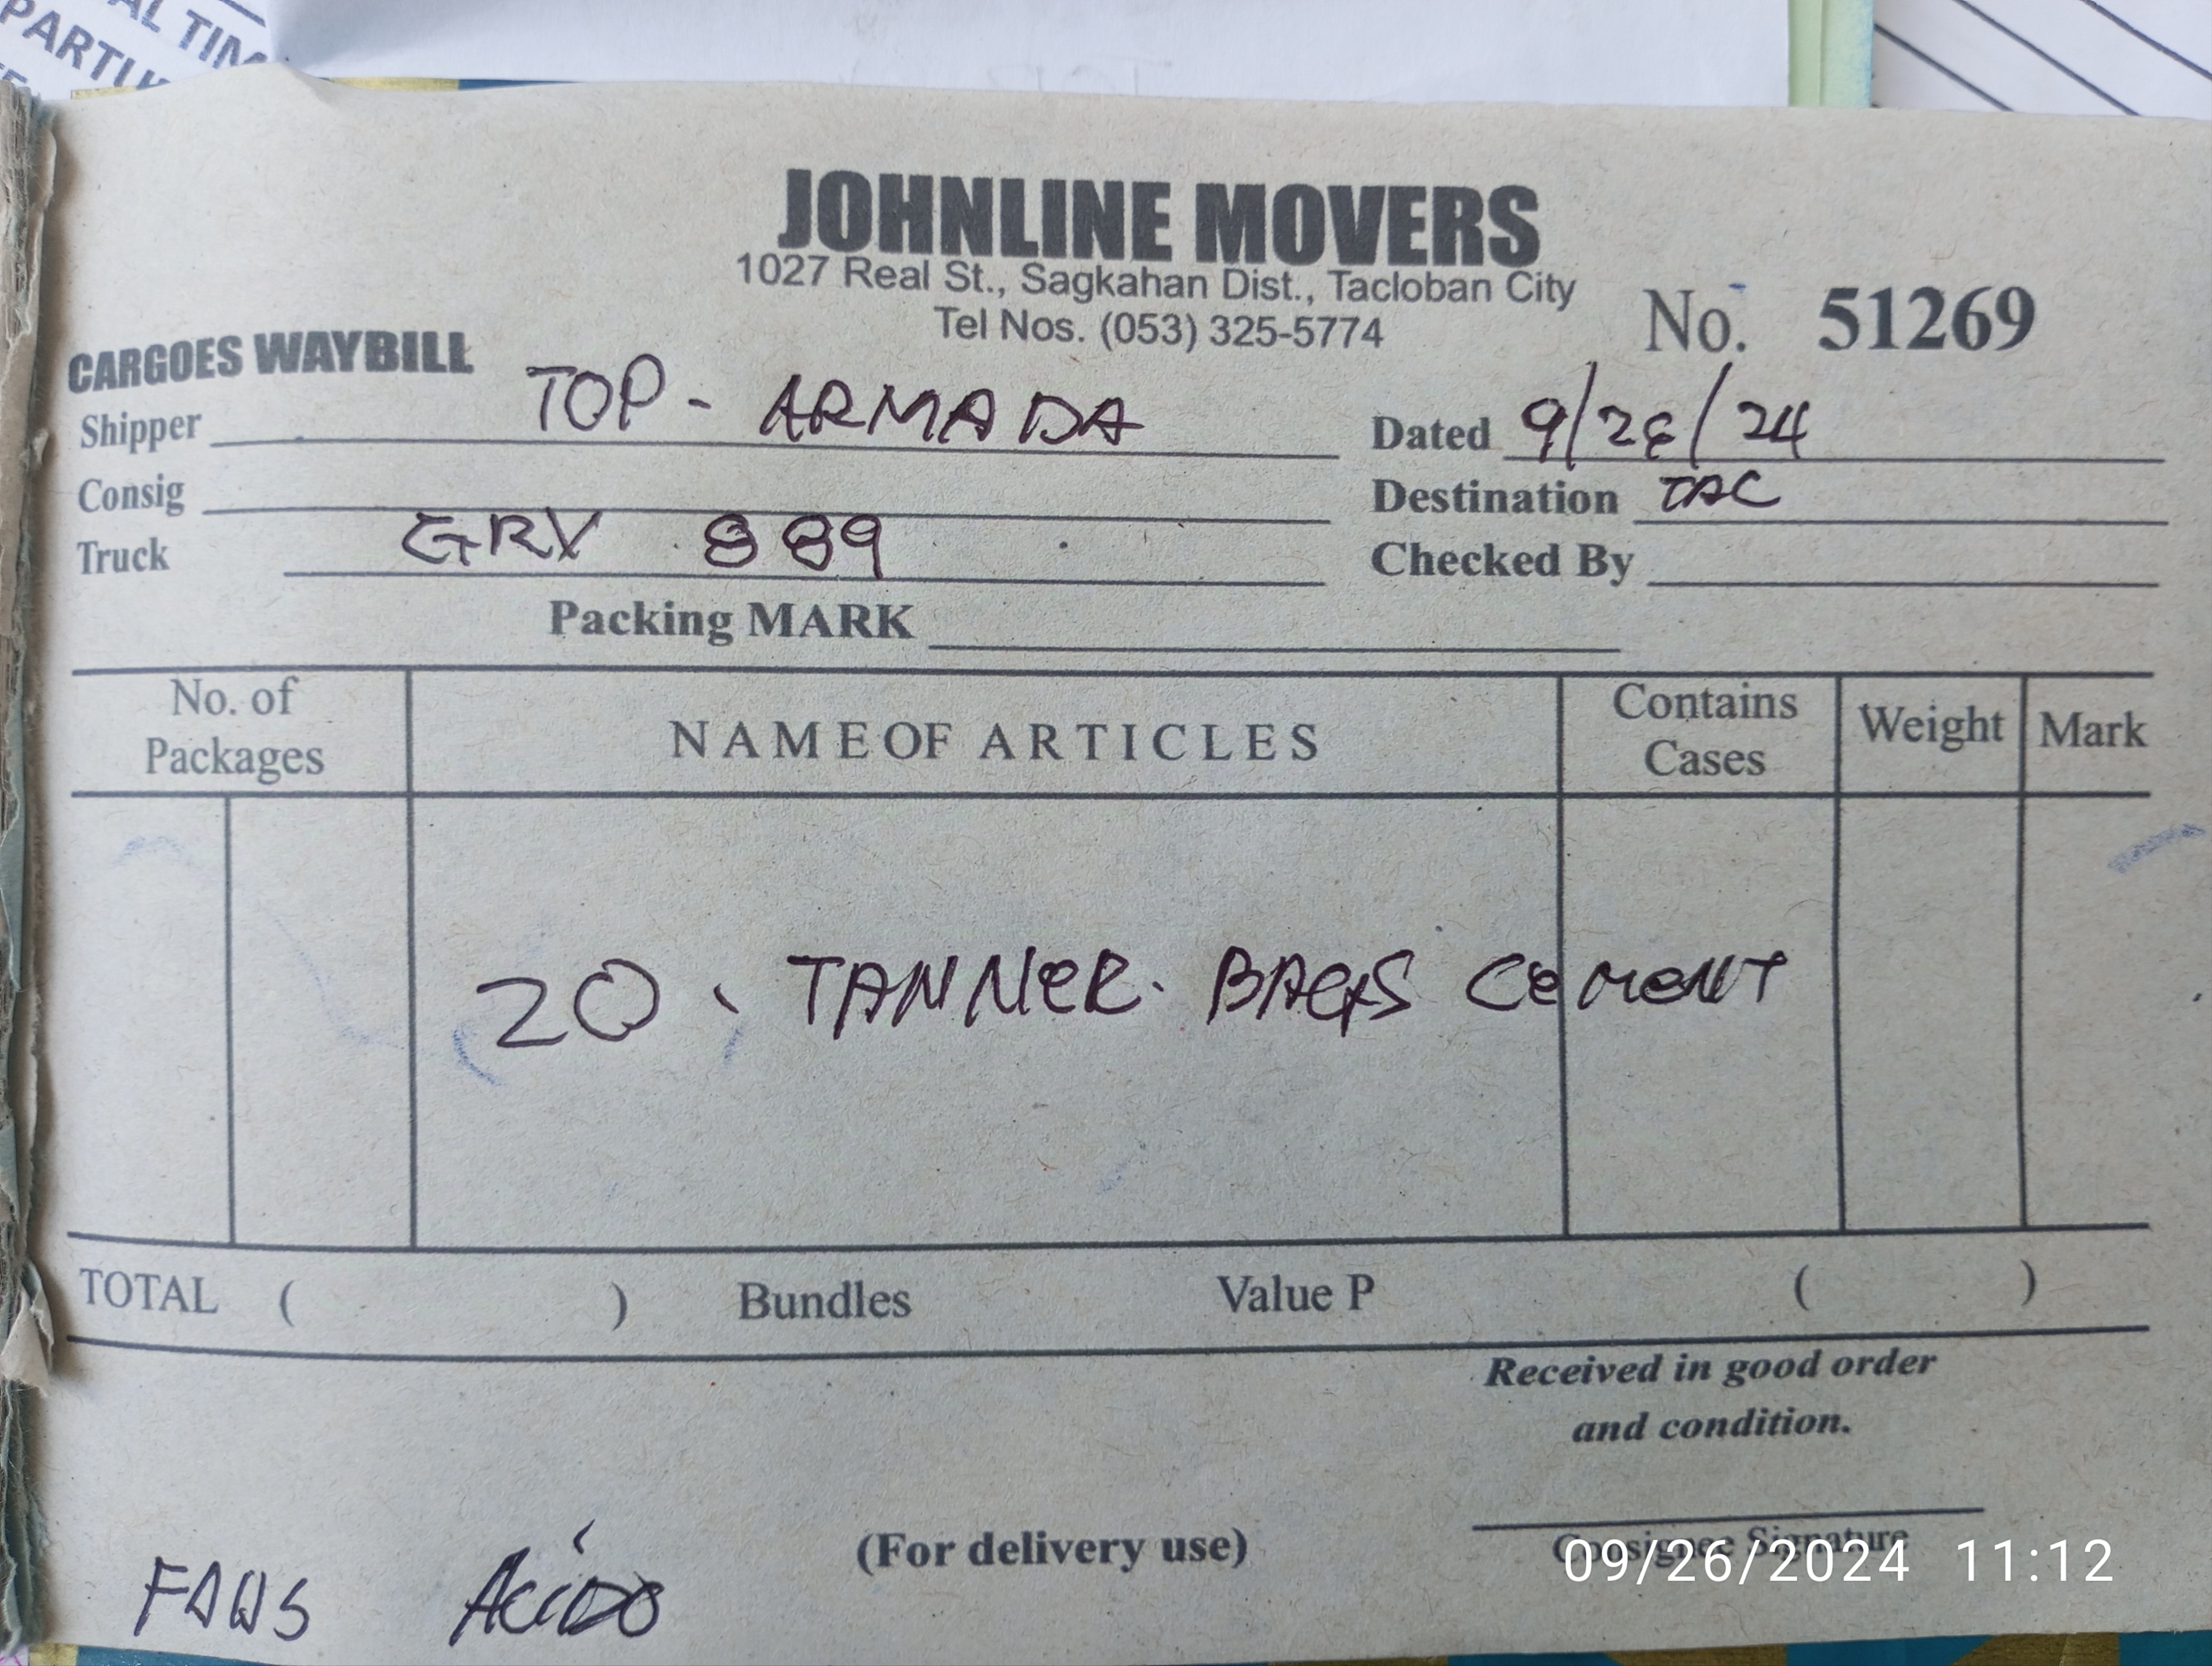 AL TIM
PARTU
JOHNLINE MOVERS
1027 Real St., Sagkahan Dist., Tacloban City
Tel Nos. (053) 325-5774
No. 51269
CARGOES WAYBILL
Shipper TOP - ARMADA
Dated 9/26/24
Consig
Destination TAC
Truck GRV 889
Checked By
Packing MARK
No. of Packages NAME OF ARTICLES Contains Cases Weight Mark
20 TANNER BAGS CEMENT
TOTAL ( ) Bundles Value P ( )
Received in good order
and condition.
(For delivery use)
Consignee Signature
09/26/2024 11:12